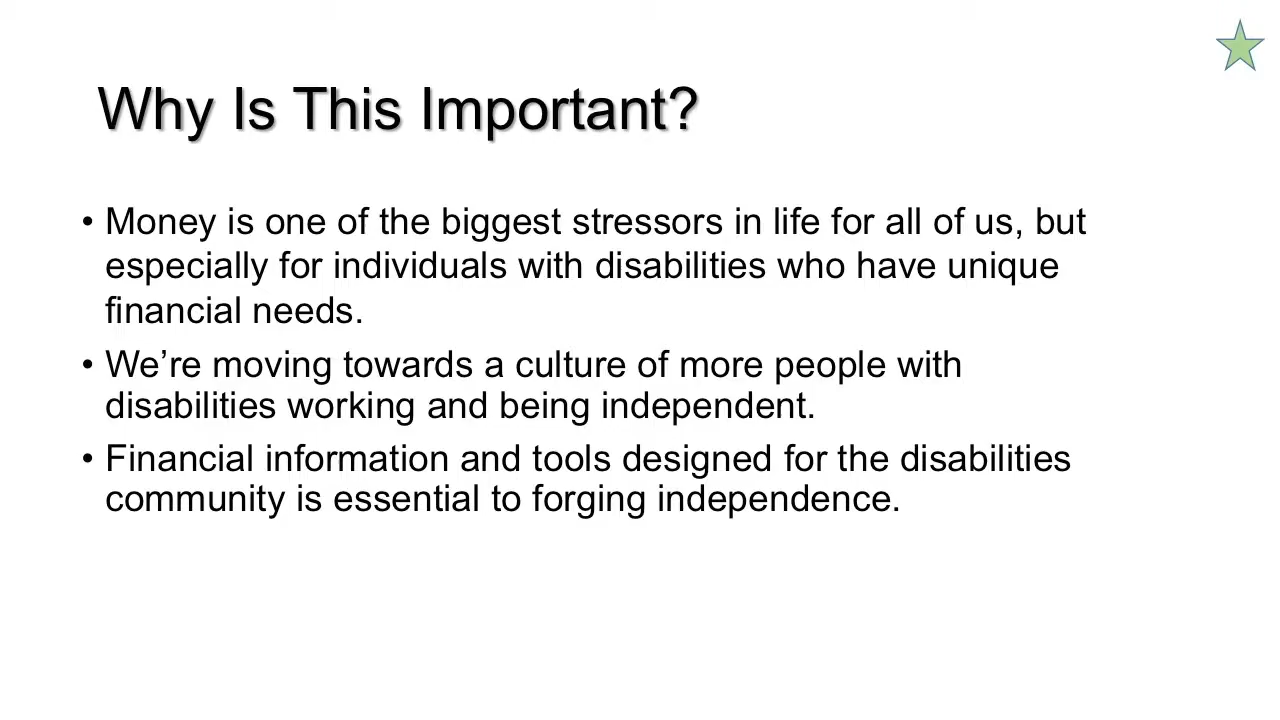 Why Is This Important?
• Money is one of the biggest stressors in life for all of us, but
especially for individuals with disabilities who have unique
financial needs.
• We’re moving towards a culture of more people with
disabilities working and being independent.
• Financial information and tools designed for the disabilities
community is essential to forging independence.